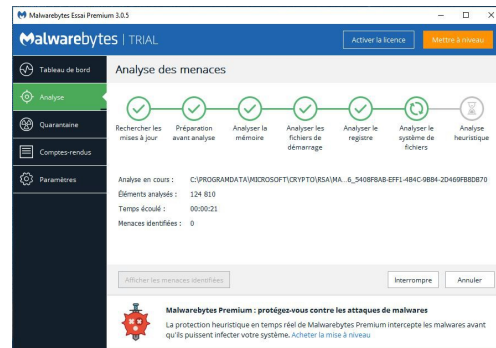 Malwarebytes Essai Premium 3.0.5
Malwarebytes | TRIAL
Activer la licence
Mettre à niveau
Tableau de bord
Analyse
Quarantaine
Comptes-rendus
Paramètres
Analyse des menaces
Rechercher les mises à jour
Préparation avant analyse
Analyser la mémoire
Analyser les fichiers de démarrage
Analyser le registre
Analyser le système de fichiers
Analyse heuristique
Analyse en cours : C:\PROGRAMDATA\MICROSOFT\CRYPTO\RSA\MA...6_5408FBAB-EFF1-4B4C-9BB4-2D469FBBDB70
Éléments analysés : 124 810
Temps écoulé : 00:00:21
Menaces identifiées : 0
Afficher les menaces identifiées
Interrompre
Annuler
Malwarebytes Premium : protégez-vous contre les attaques de malwares
La protection heuristique en temps réel de Malwarebytes Premium intercepte les malwares avant
qu'ils puissent infecter votre système. Acheter la mise à niveau